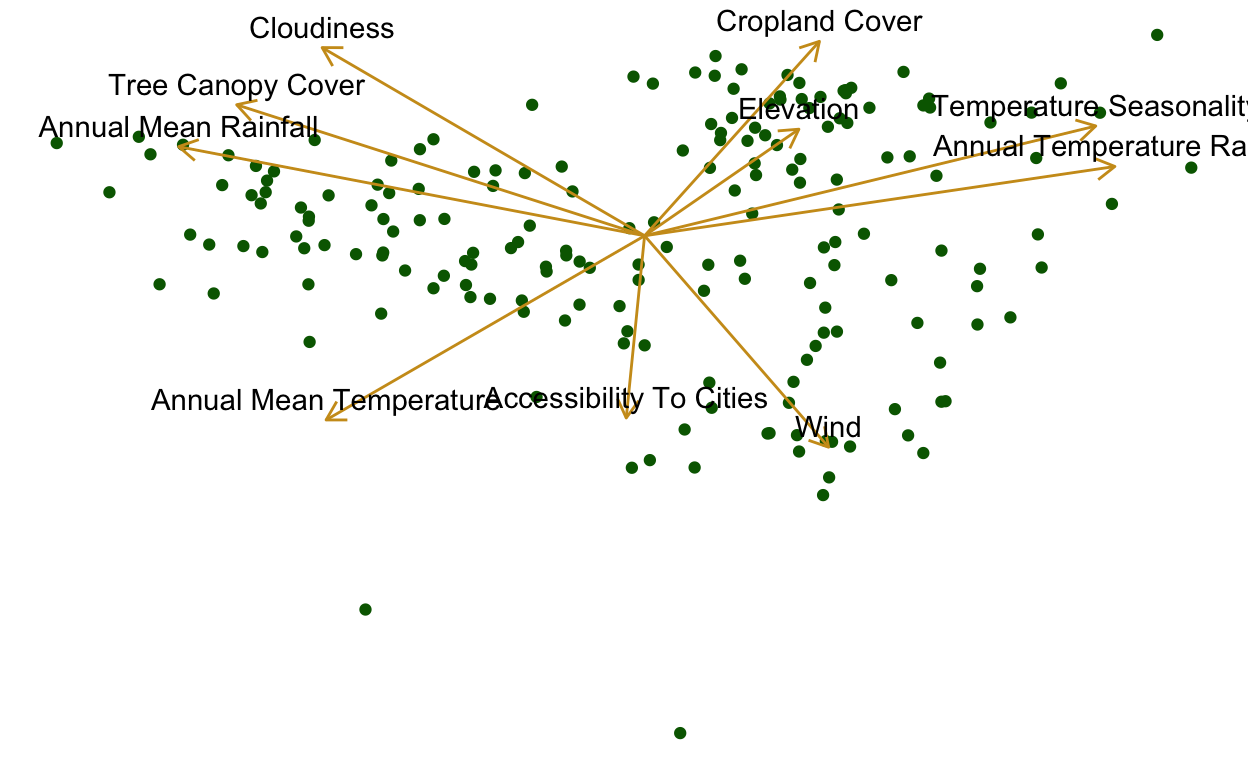 Cropland Cover
Cloudiness
Tree Canopy Cover
Temperature Seasonality
Elevation
Annual Mean Rainfall
Annual Temperature Ra
Accessibility To Cities
Annual Mean Temperature
Wind